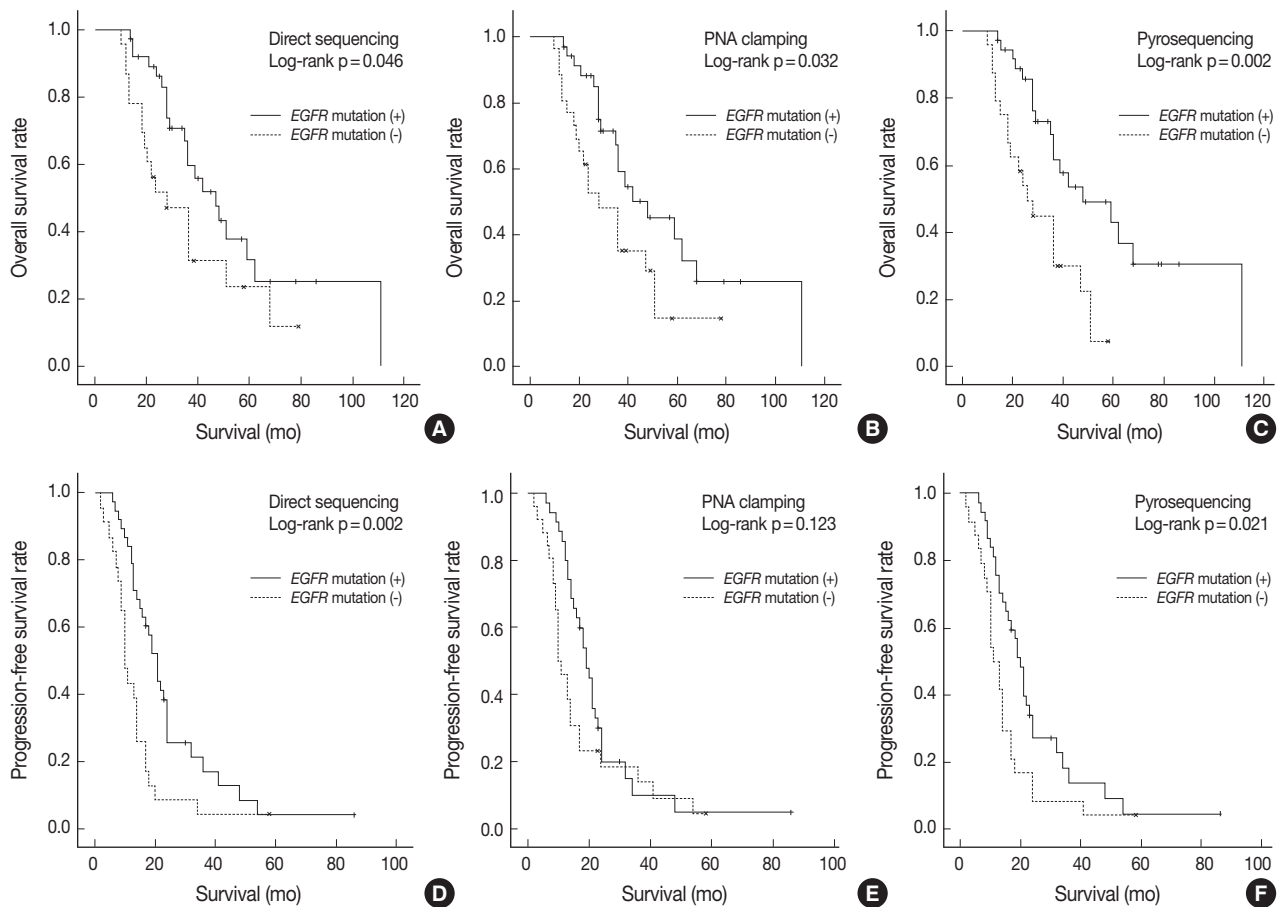 Direct sequencing
Log-rank p = 0.046
EGFR mutation (+)
EGFR mutation (-)
Overall survival rate
1.0
0.8
0.6
0.4
0.2
0.0
0 20 40 60 80 100 120
Survival (mo)
A
PNA clamping
Log-rank p = 0.032
EGFR mutation (+)
EGFR mutation (-)
Overall survival rate
1.0
0.8
0.6
0.4
0.2
0.0
0 20 40 60 80 100 120
Survival (mo)
B
Pyrosequencing
Log-rank p = 0.002
EGFR mutation (+)
EGFR mutation (-)
Overall survival rate
1.0
0.8
0.6
0.4
0.2
0.0
0 20 40 60 80 100 120
Survival (mo)
C
Direct sequencing
Log-rank p = 0.002
EGFR mutation (+)
EGFR mutation (-)
Progression-free survival rate
1.0
0.8
0.6
0.4
0.2
0.0
0 20 40 60 80 100
Survival (mo)
D
PNA clamping
Log-rank p = 0.123
EGFR mutation (+)
EGFR mutation (-)
Progression-free survival rate
1.0
0.8
0.6
0.4
0.2
0.0
0 20 40 60 80 100
Survival (mo)
E
Pyrosequencing
Log-rank p = 0.021
EGFR mutation (+)
EGFR mutation (-)
Progression-free survival rate
1.0
0.8
0.6
0.4
0.2
0.0
0 20 40 60 80 100
Survival (mo)
F